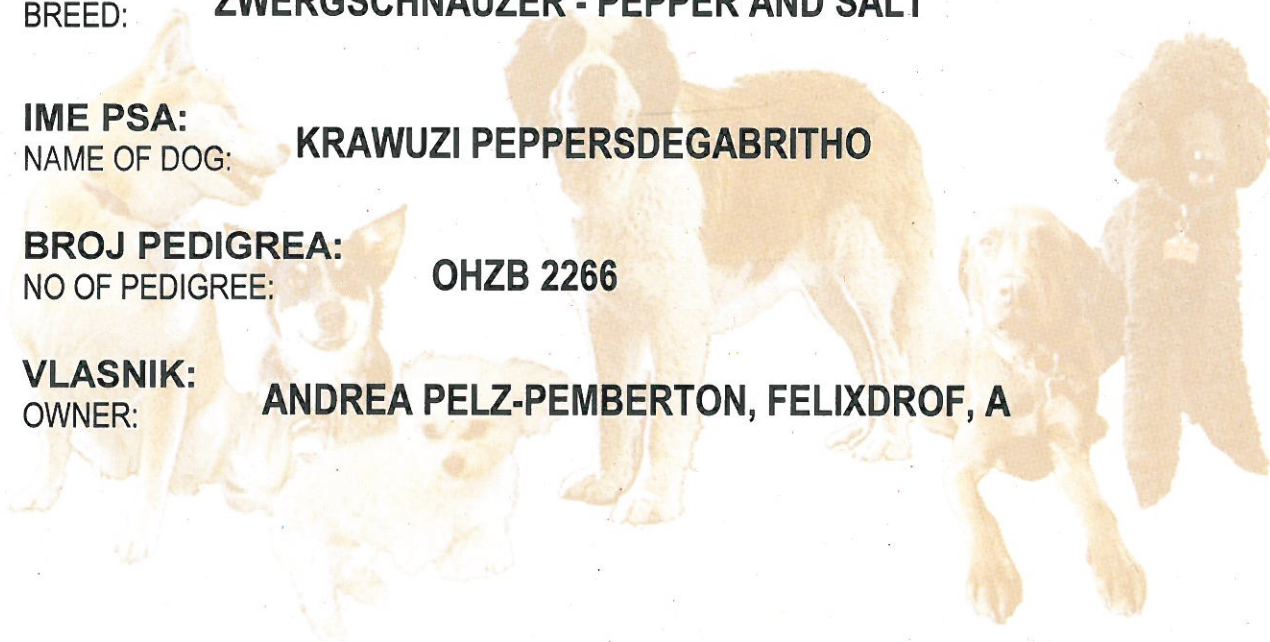 BREED: ZWERGSCHNAUZER - PEPPER AND SALT
IME PSA:
NAME OF DOG: KRAWUZI PEPPERSDEGABRITHO
BROJ PEDIGREA:
NO OF PEDIGREE: OHZB 2266
VLASNIK:
OWNER: ANDREA PELZ-PEMBERTON, FELIXDROF, A